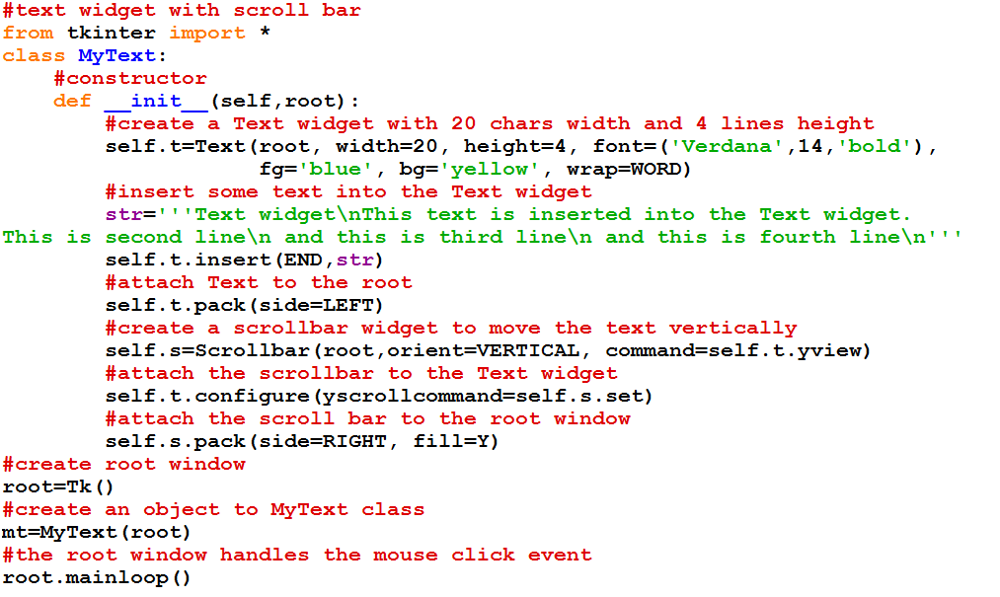 #text widget with scroll bar
from tkinter import *
class MyText:
    #constructor
    def __init__(self,root):
        #create a Text widget with 20 chars width and 4 lines height
        self.t=Text(root, width=20, height=4, font=('Verdana',14,'bold'),
                    fg='blue', bg='yellow', wrap=WORD)
        #insert some text into the Text widget
        str='''Text widget\nThis text is inserted into the Text widget.
This is second line\n and this is third line\n and this is fourth line\n'''
        self.t.insert(END,str)
        #attach Text to the root
        self.t.pack(side=LEFT)
        #create a scrollbar widget to move the text vertically
        self.s=Scrollbar(root,orient=VERTICAL, command=self.t.yview)
        #attach the scrollbar to the Text widget
        self.t.configure(yscrollcommand=self.s.set)
        #attach the scroll bar to the root window
        self.s.pack(side=RIGHT, fill=Y)
#create root window
root=Tk()
#create an object to MyText class
mt=MyText(root)
#the root window handles the mouse click event
root.mainloop()